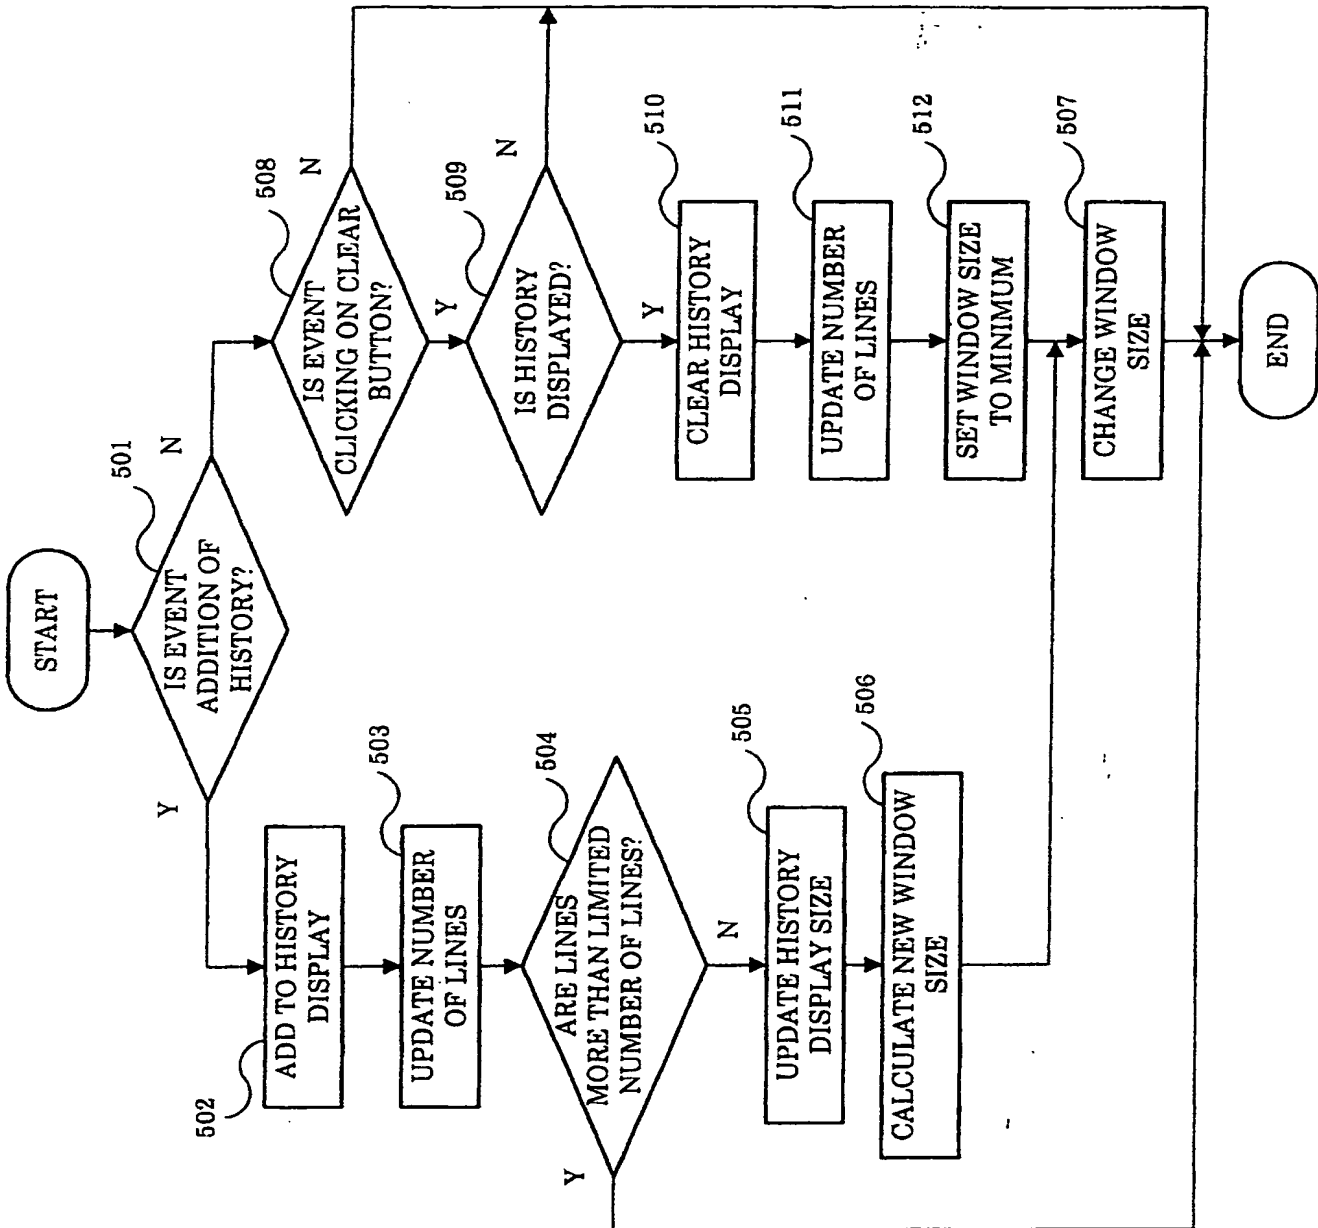 START
501
IS EVENT
ADDITION OF
HISTORY?
Y
N
502
ADD TO HISTORY
DISPLAY
503
UPDATE NUMBER
OF LINES
504
ARE LINES
MORE THAN LIMITED
NUMBER OF LINES?
Y
N
505
UPDATE HISTORY
DISPLAY SIZE
506
CALCULATE NEW WINDOW
SIZE
508
IS EVENT
CLICKING ON CLEAR
BUTTON?
N
Y
509
IS HISTORY
DISPLAYED?
N
Y
510
CLEAR HISTORY
DISPLAY
511
UPDATE NUMBER
OF LINES
512
SET WINDOW SIZE
TO MINIMUM
507
CHANGE WINDOW
SIZE
END